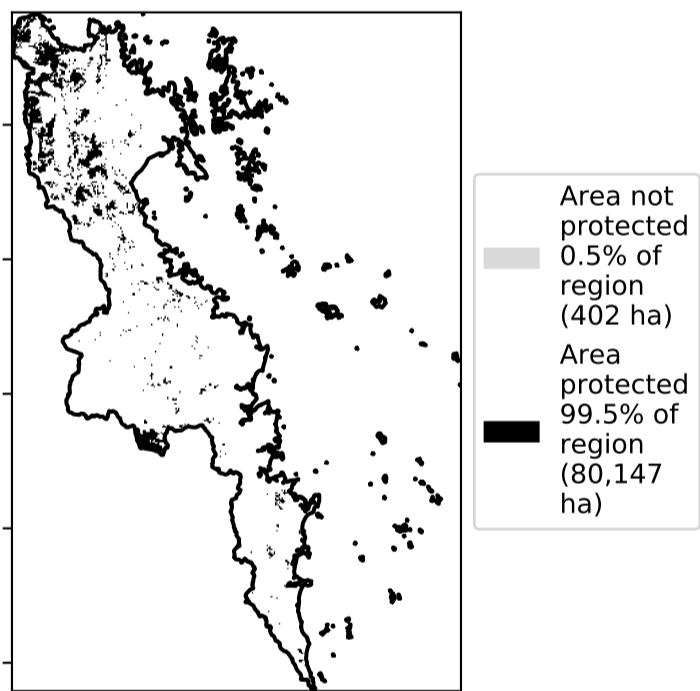 Area not
protected
0.5% of
region
(402 ha)
Area
protected
99.5% of
region
(80,147
ha)